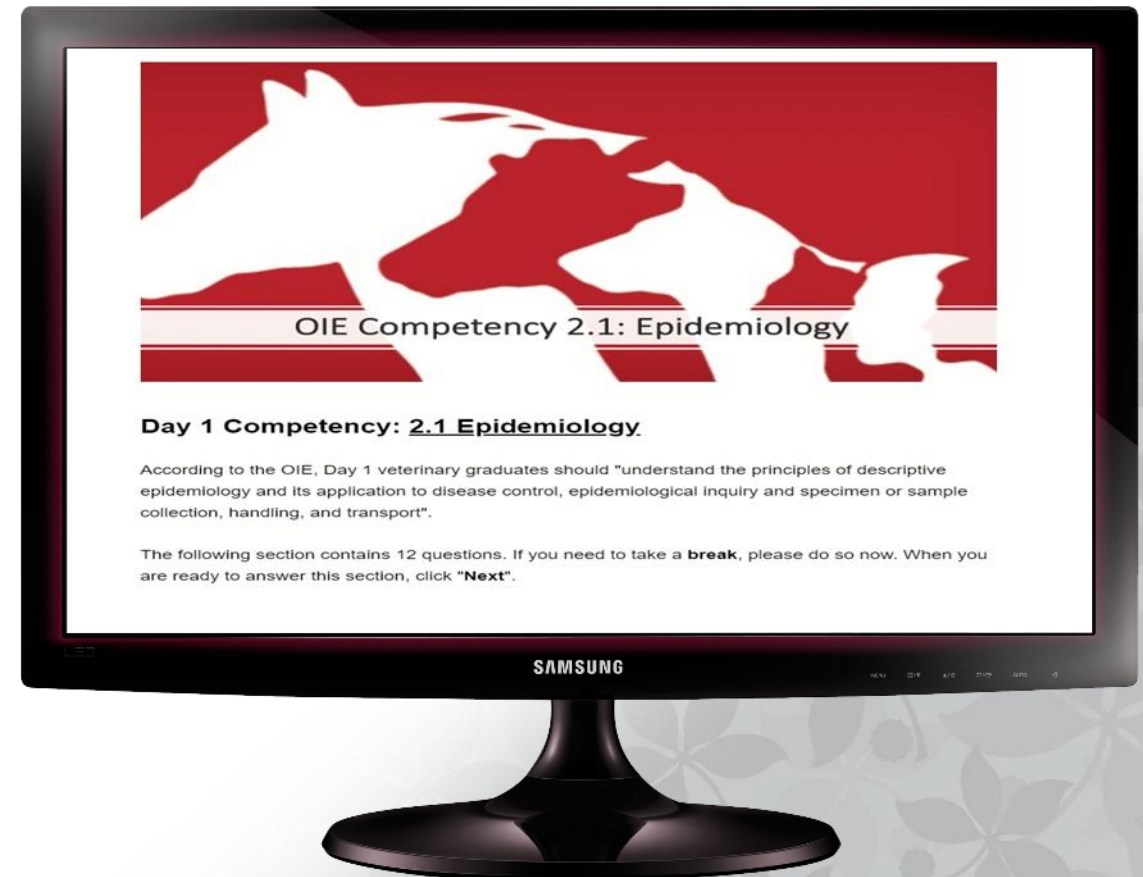 OIE Competency 2.1: Epidemiology
Day 1 Competency: 2.1 Epidemiology
According to the OIE, Day 1 veterinary graduates should "understand the principles of descriptive
epidemiology and its application to disease control, epidemiological inquiry and specimen or sample
collection, handling, and transport".
The following section contains 12 questions. If you need to take a break, please do so now. When you
are ready to answer this section, click "Next".
LED
SAMSUNG
MENU
AUTO